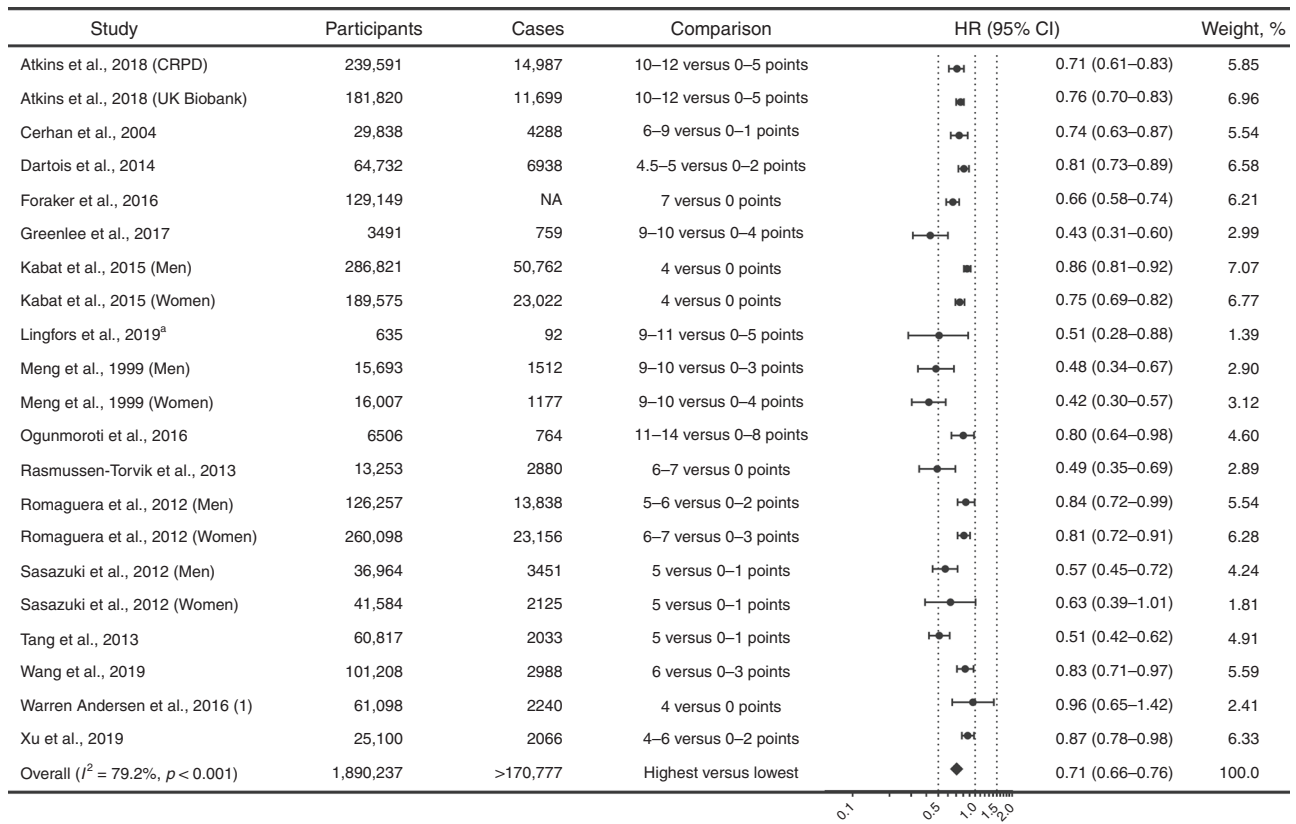 Study Participants Cases Comparison HR (95% CI) Weight, %
Atkins et al., 2018 (CRPD) 239,591 14,987 10–12 versus 0–5 points 0.71 (0.61–0.83) 5.85
Atkins et al., 2018 (UK Biobank) 181,820 11,699 10–12 versus 0–5 points 0.76 (0.70–0.83) 6.96
Cerhan et al., 2004 29,838 4288 6–9 versus 0–1 points 0.74 (0.63–0.87) 5.54
Dartois et al., 2014 64,732 6938 4.5–5 versus 0–2 points 0.81 (0.73–0.89) 6.58
Foraker et al., 2016 129,149 NA 7 versus 0 points 0.66 (0.58–0.74) 6.21
Greenlee et al., 2017 3491 759 9–10 versus 0–4 points 0.43 (0.31–0.60) 2.99
Kabat et al., 2015 (Men) 286,821 50,762 4 versus 0 points 0.86 (0.81–0.92) 7.07
Kabat et al., 2015 (Women) 189,575 23,022 4 versus 0 points 0.75 (0.69–0.82) 6.77
Lingfors et al., 2019a 635 92 9–11 versus 0–5 points 0.51 (0.28–0.88) 1.39
Meng et al., 1999 (Men) 15,693 1512 9–10 versus 0–3 points 0.48 (0.34–0.67) 2.90
Meng et al., 1999 (Women) 16,007 1177 9–10 versus 0–4 points 0.42 (0.30–0.57) 3.12
Ogunmoroti et al., 2016 6506 764 11–14 versus 0–8 points 0.80 (0.64–0.98) 4.60
Rasmussen-Torvik et al., 2013 13,253 2880 6–7 versus 0 points 0.49 (0.35–0.69) 2.89
Romaguera et al., 2012 (Men) 126,257 13,838 5–6 versus 0–2 points 0.84 (0.72–0.99) 5.54
Romaguera et al., 2012 (Women) 260,098 23,156 6–7 versus 0–3 points 0.81 (0.72–0.91) 6.28
Sasazuki et al., 2012 (Men) 36,964 3451 5 versus 0–1 points 0.57 (0.45–0.72) 4.24
Sasazuki et al., 2012 (Women) 41,584 2125 5 versus 0–1 points 0.63 (0.39–1.01) 1.81
Tang et al., 2013 60,817 2033 5 versus 0–1 points 0.51 (0.42–0.62) 4.91
Wang et al., 2019 101,208 2988 6 versus 0–3 points 0.83 (0.71–0.97) 5.59
Warren Andersen et al., 2016 (1) 61,098 2240 4 versus 0 points 0.96 (0.65–1.42) 2.41
Xu et al., 2019 25,100 2066 4–6 versus 0–2 points 0.87 (0.78–0.98) 6.33
Overall (I² = 79.2%, p < 0.001) 1,890,237 >170,777 Highest versus lowest 0.71 (0.66–0.76) 100.0
0.1 0.5 1.0 1.5 2.0